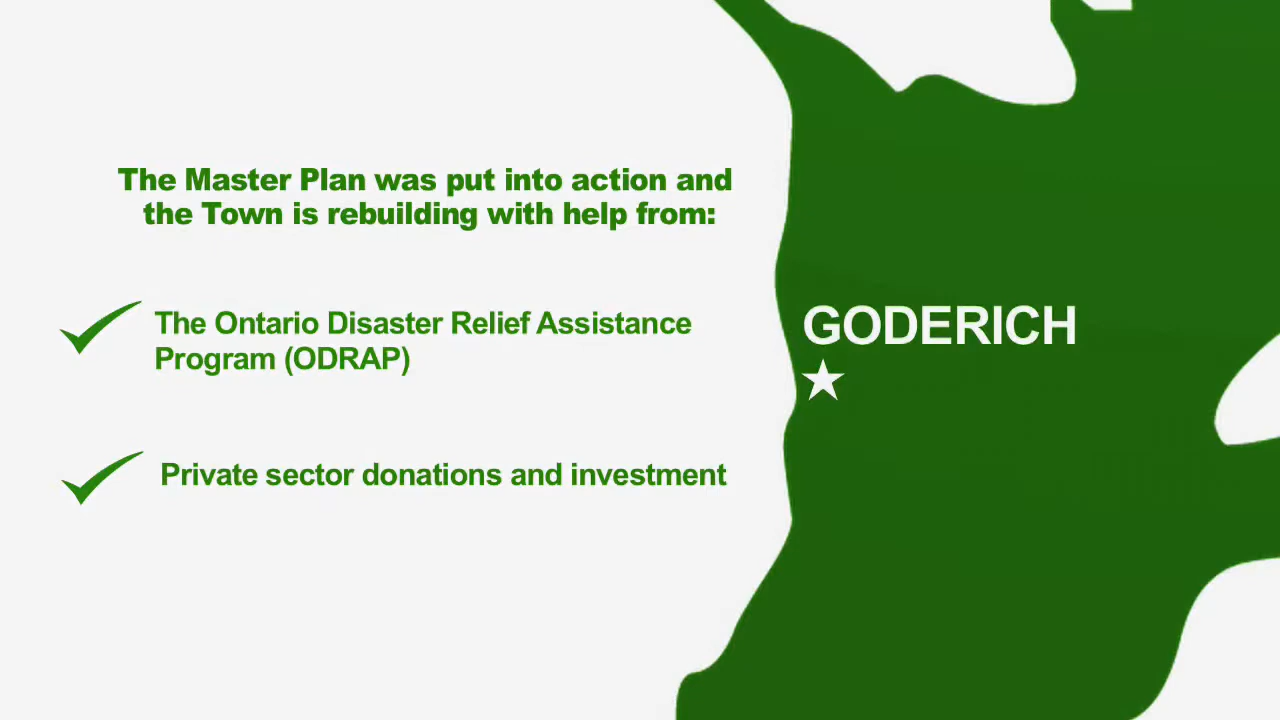 The Master Plan was put into action and
the Town is rebuilding with help from:
The Ontario Disaster Relief Assistance
Program (ODRAP)
Private sector donations and investment
GODERICH